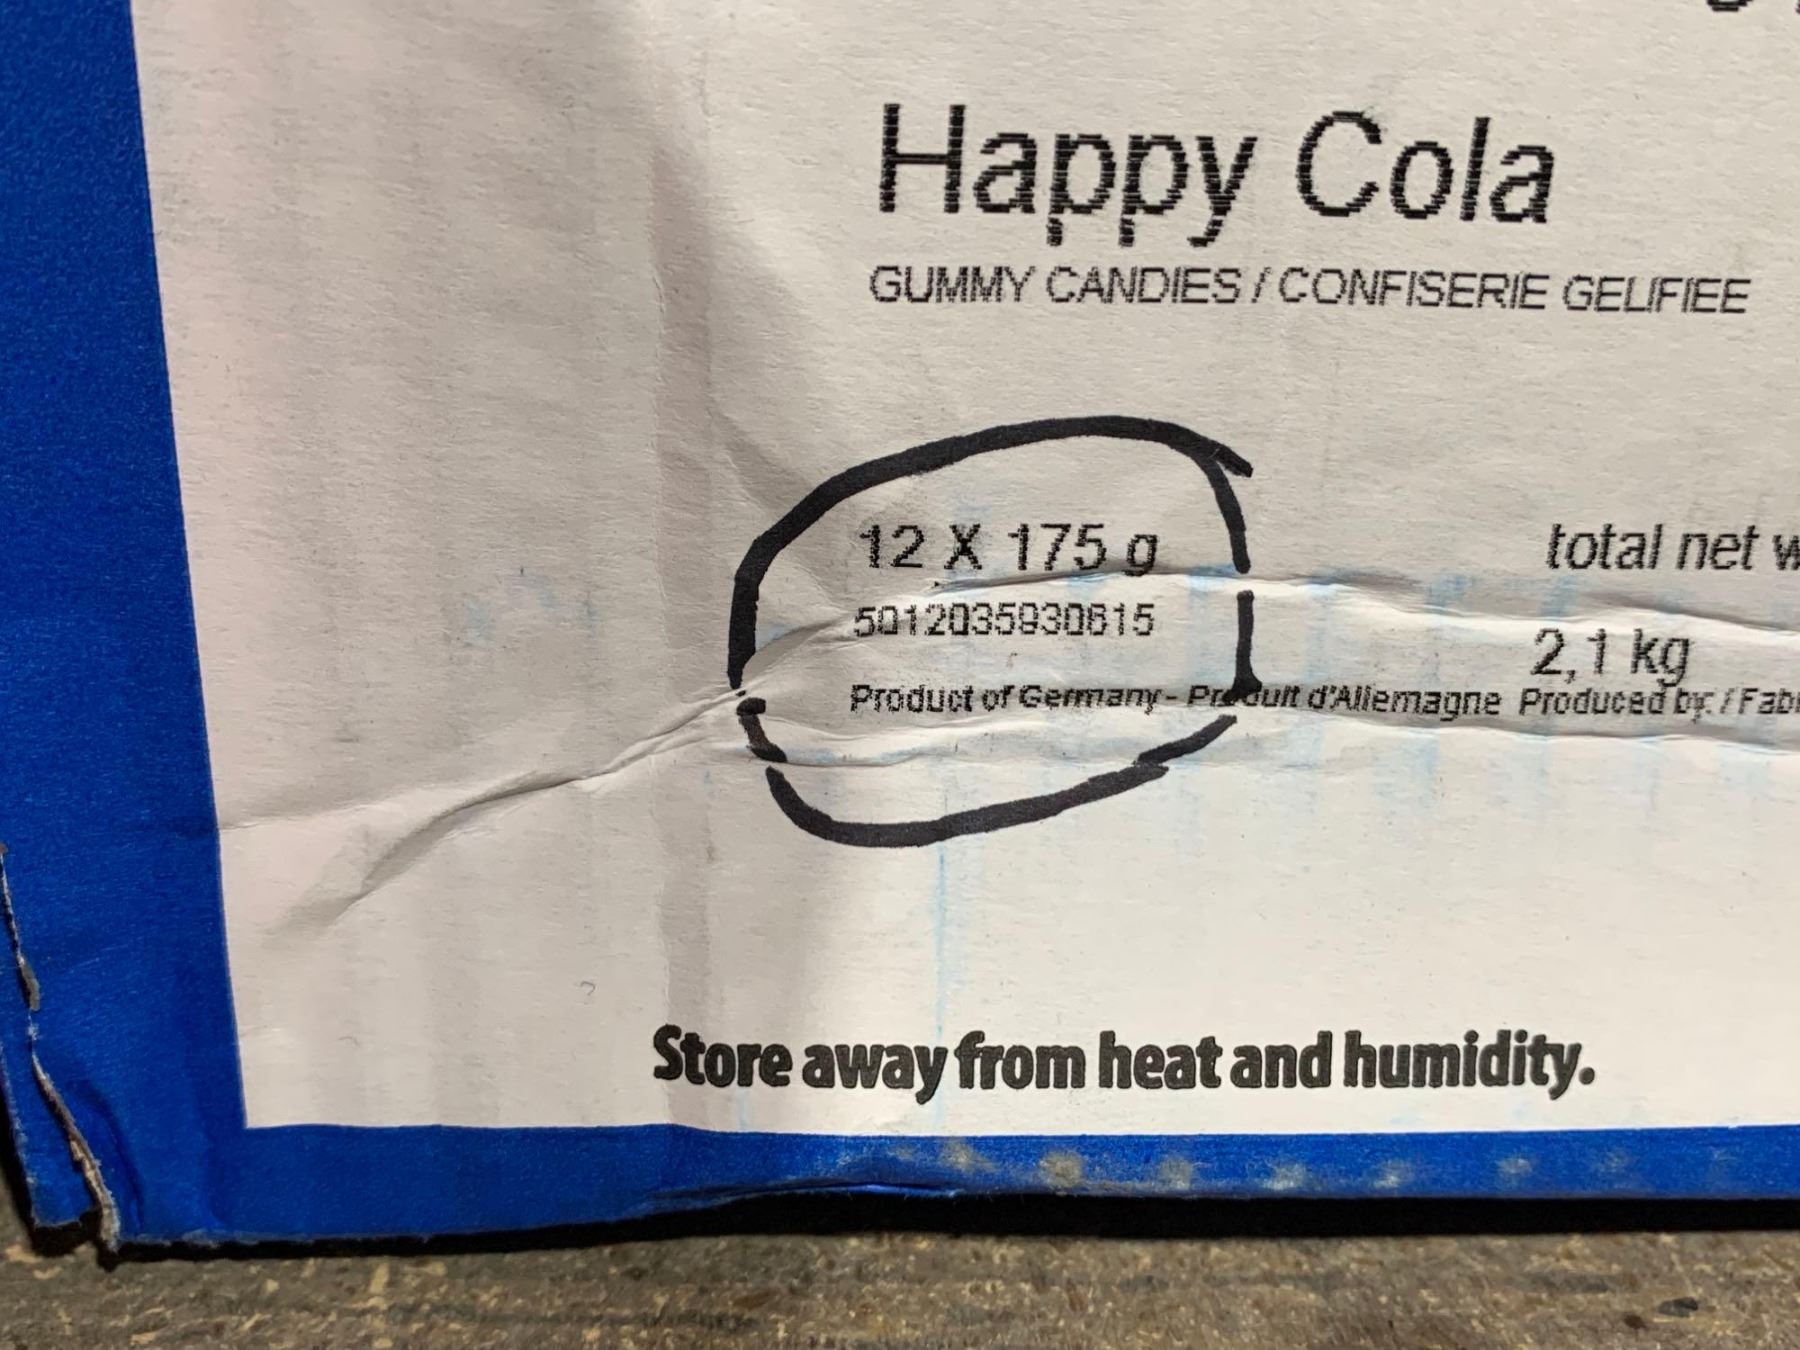 Happy Cola
GUMMY CANDIES / CONFISERIE GELIFIEE
12 X 175 g
total net
5012035930615
2,1 kg
Product of Germany - Produit d'Allemagne Produced by: /
Store away from heat and humidity.